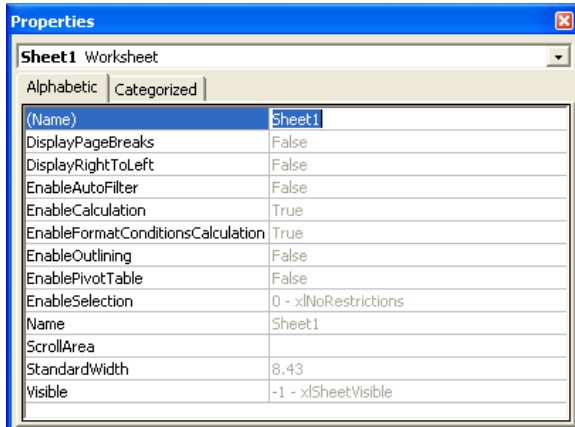 Properties
Sheet1 Worksheet
Alphabetic Categorized
(Name) Sheet1
DisplayPageBreaks False
DisplayRightToLeft False
EnableAutoFilter False
EnableCalculation True
EnableFormatConditionsCalculation True
EnableOutlining False
EnablePivotTable False
EnableSelection 0 - xlNoRestrictions
Name Sheet1
ScrollArea
StandardWidth 8.43
Visible -1 - xlSheetVisible